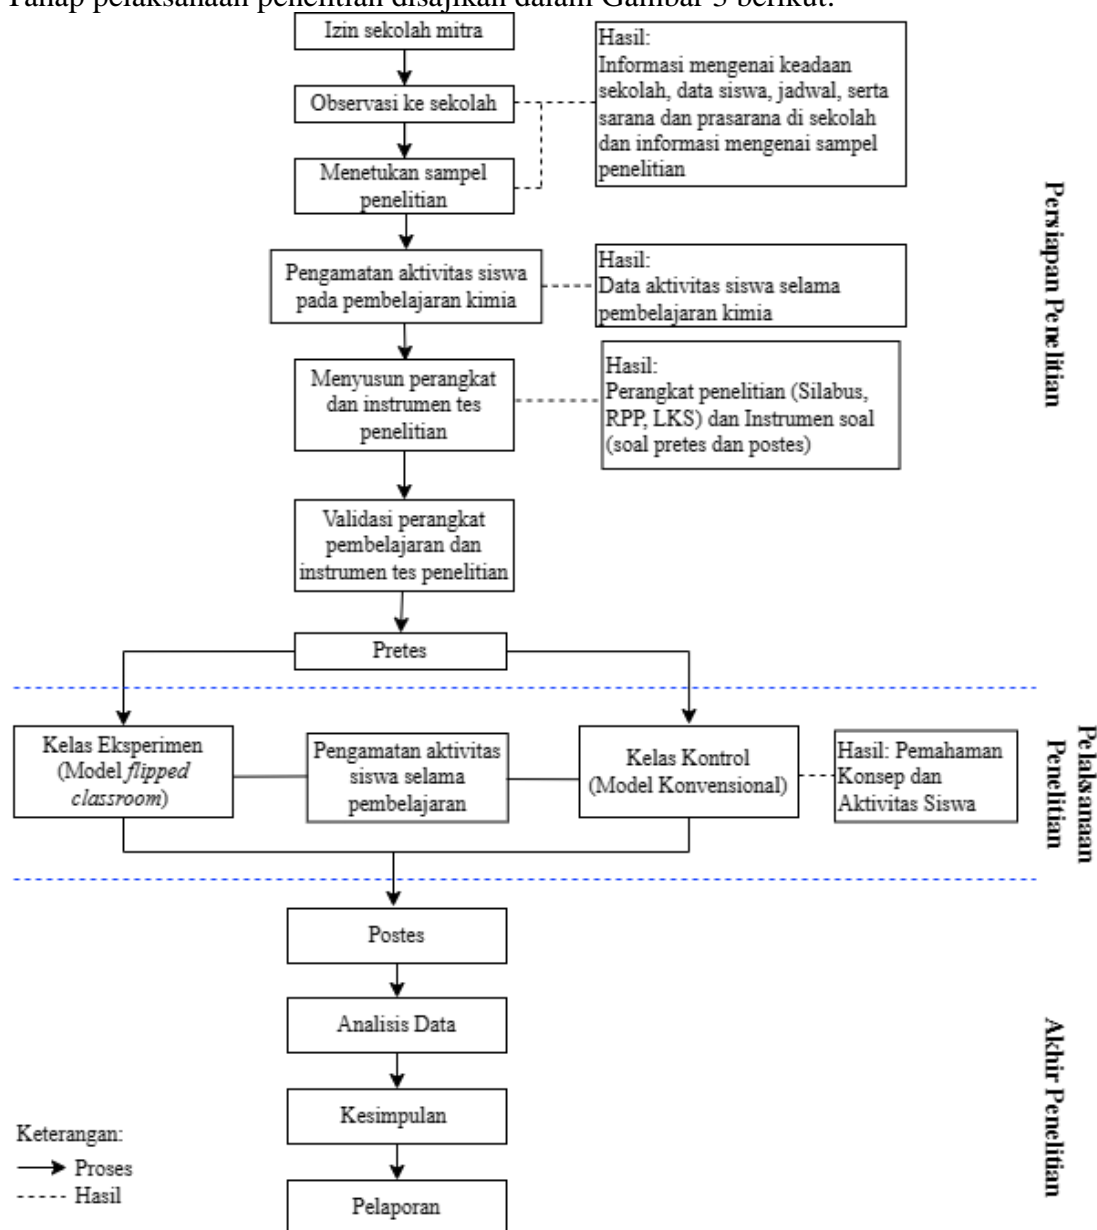 Tahap pelaksanaan penelitian disajikan dalam Gambar 3 berikut.
Izin sekolah mitra
Observasi ke sekolah
Menetukan sampel
penelitian
Hasil:
Informasi mengenai keadaan
sekolah, data siswa, jadwal, serta
sarana dan prasarana di sekolah
dan informasi mengenai sampel
penelitian
Pengamatan aktivitas siswa
pada pembelajaran kimia
Hasil:
Data aktivitas siswa selama
pembelajaran kimia
Menyusun perangkat
dan instrumen tes
penelitian
Hasil:
Perangkat penelitian (Silabus,
RPP, LKS) dan Instrumen soal
(soal pretes dan postes)
Validasi perangkat
pembelajaran dan
instrumen tes penelitian
Pretes
Persiapan Penelitian
Kelas Eksperimen
(Model flipped
classroom)
Pengamatan aktivitas
siswa selama
pembelajaran
Kelas Kontrol
(Model Konvensional)
Hasil: Pemahaman
Konsep dan
Aktivitas Siswa
Pelaksanaan
Penelitian
Postes
Analisis Data
Kesimpulan
Pelaporan
Akhir Penelitian
Keterangan:
Proses
Hasil